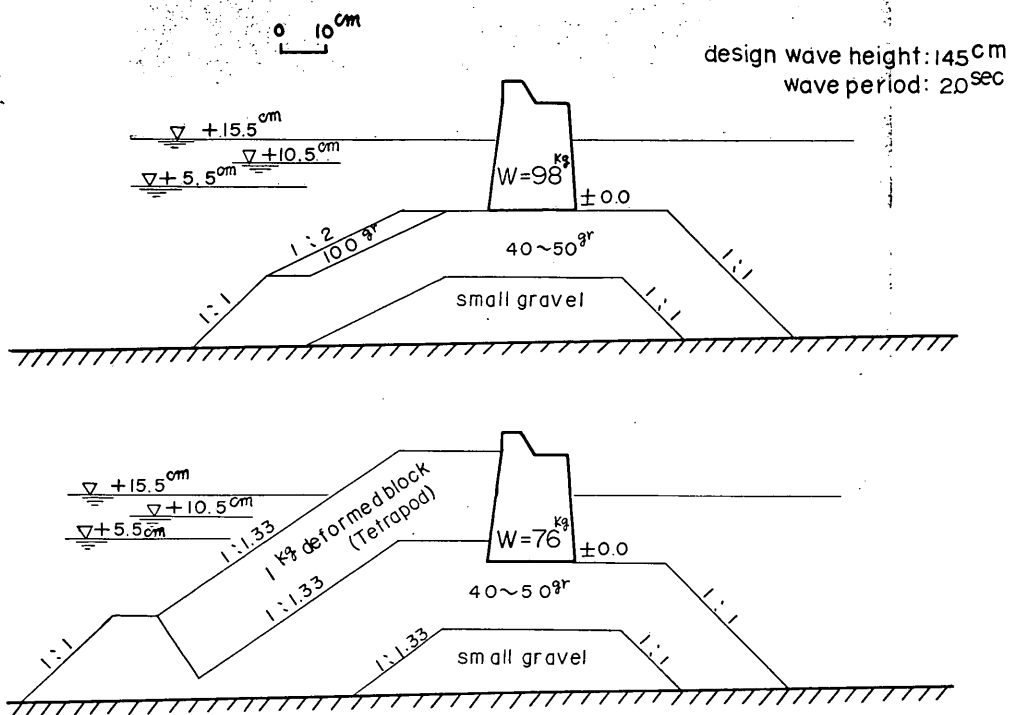 0 10cm
design wave height:14.5cm
wave period: 2.0sec
+15.5cm
+10.5cm
+5.5cm
W=98kg
±0.0
1:2
100gr
40~50gr
1:1
1:1
small gravel
1:1
+15.5cm
+10.5cm
+5.5cm
1:1.33
1kg deformed block
(Tetrapod)
W=76kg
±0.0
1:1.33
40~50gr
1:1
1:1
1:1.33
small gravel
1:1